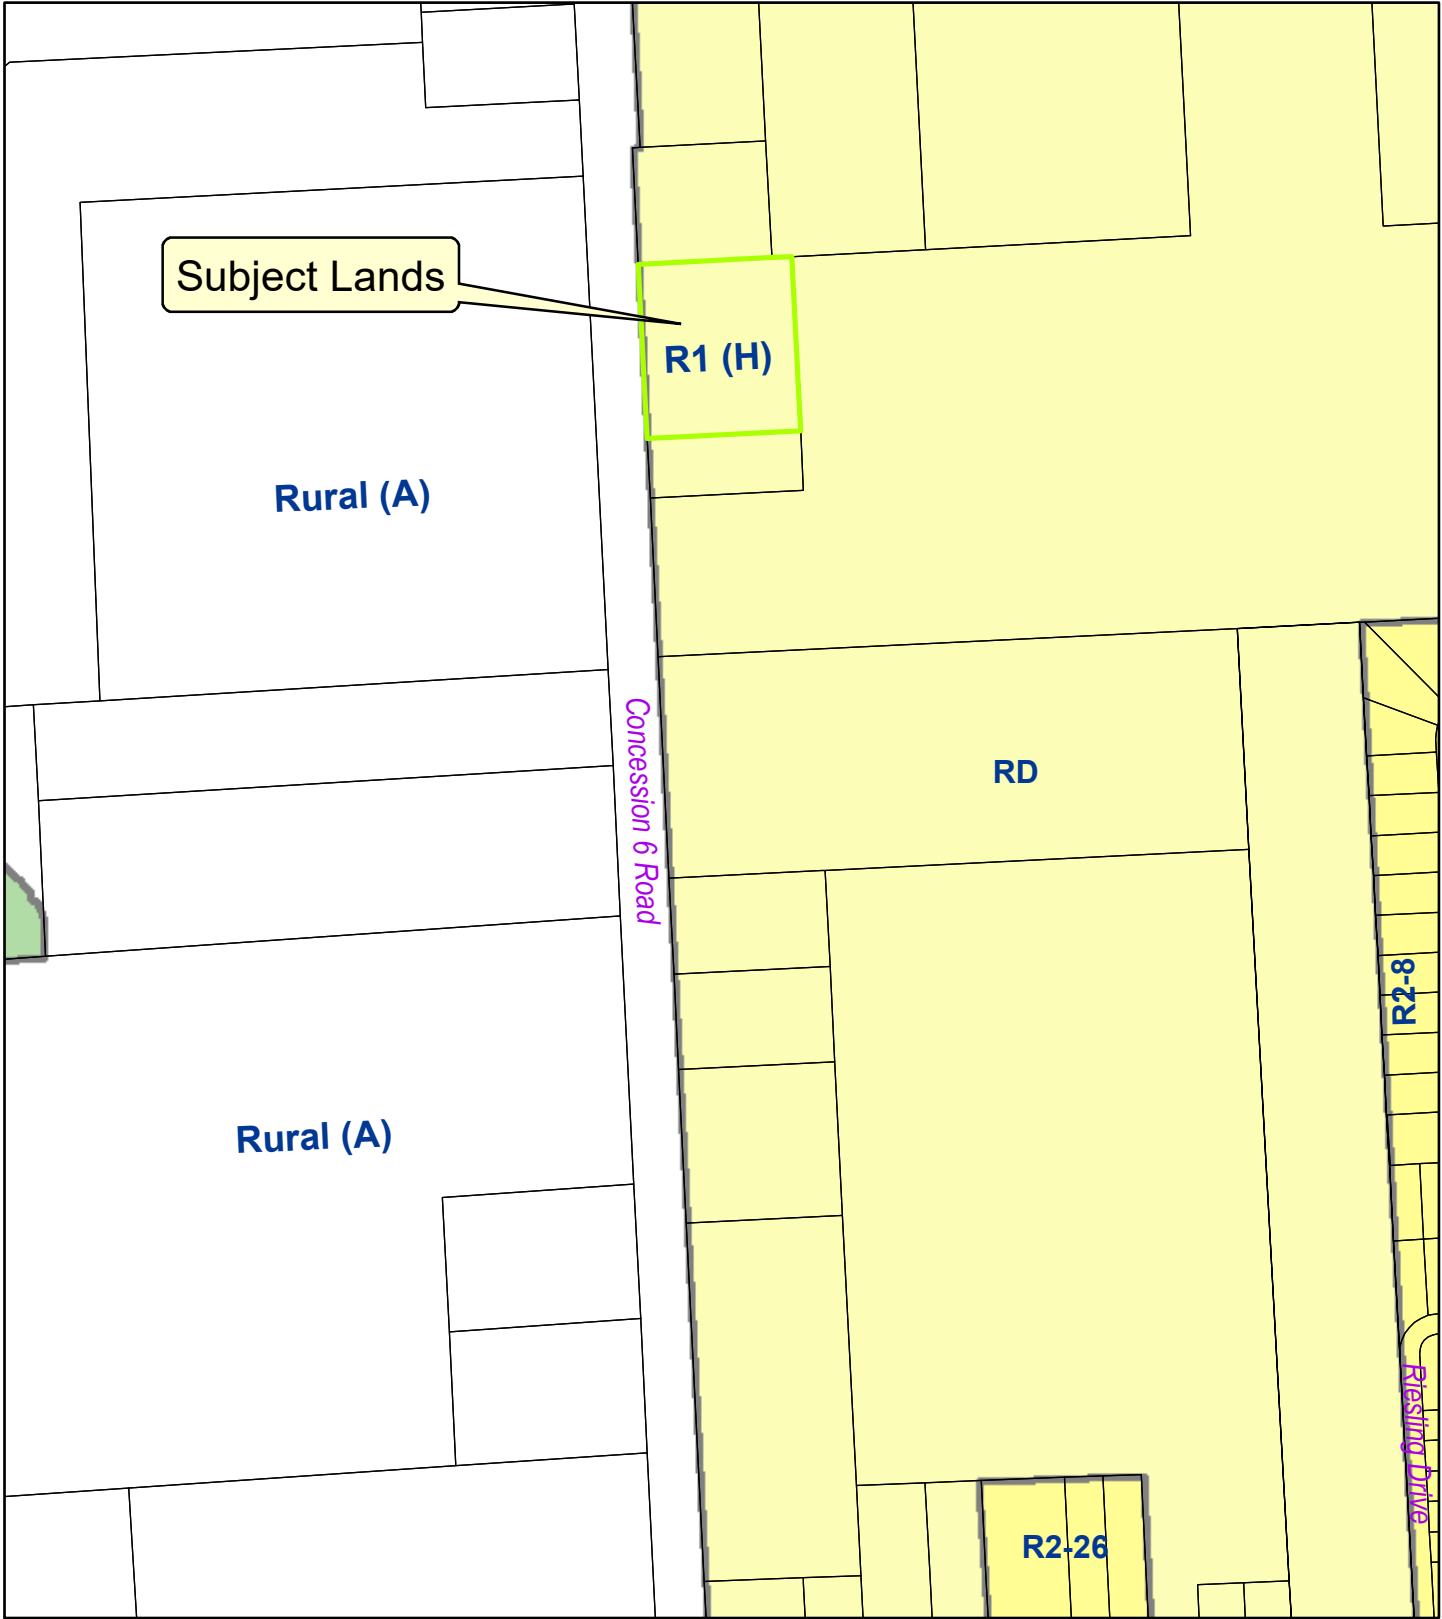 Subject Lands
R1 (H)
Rural (A)
Concession 6 Road
RD
R2-8
Rural (A)
Riesling Drive
R2-26